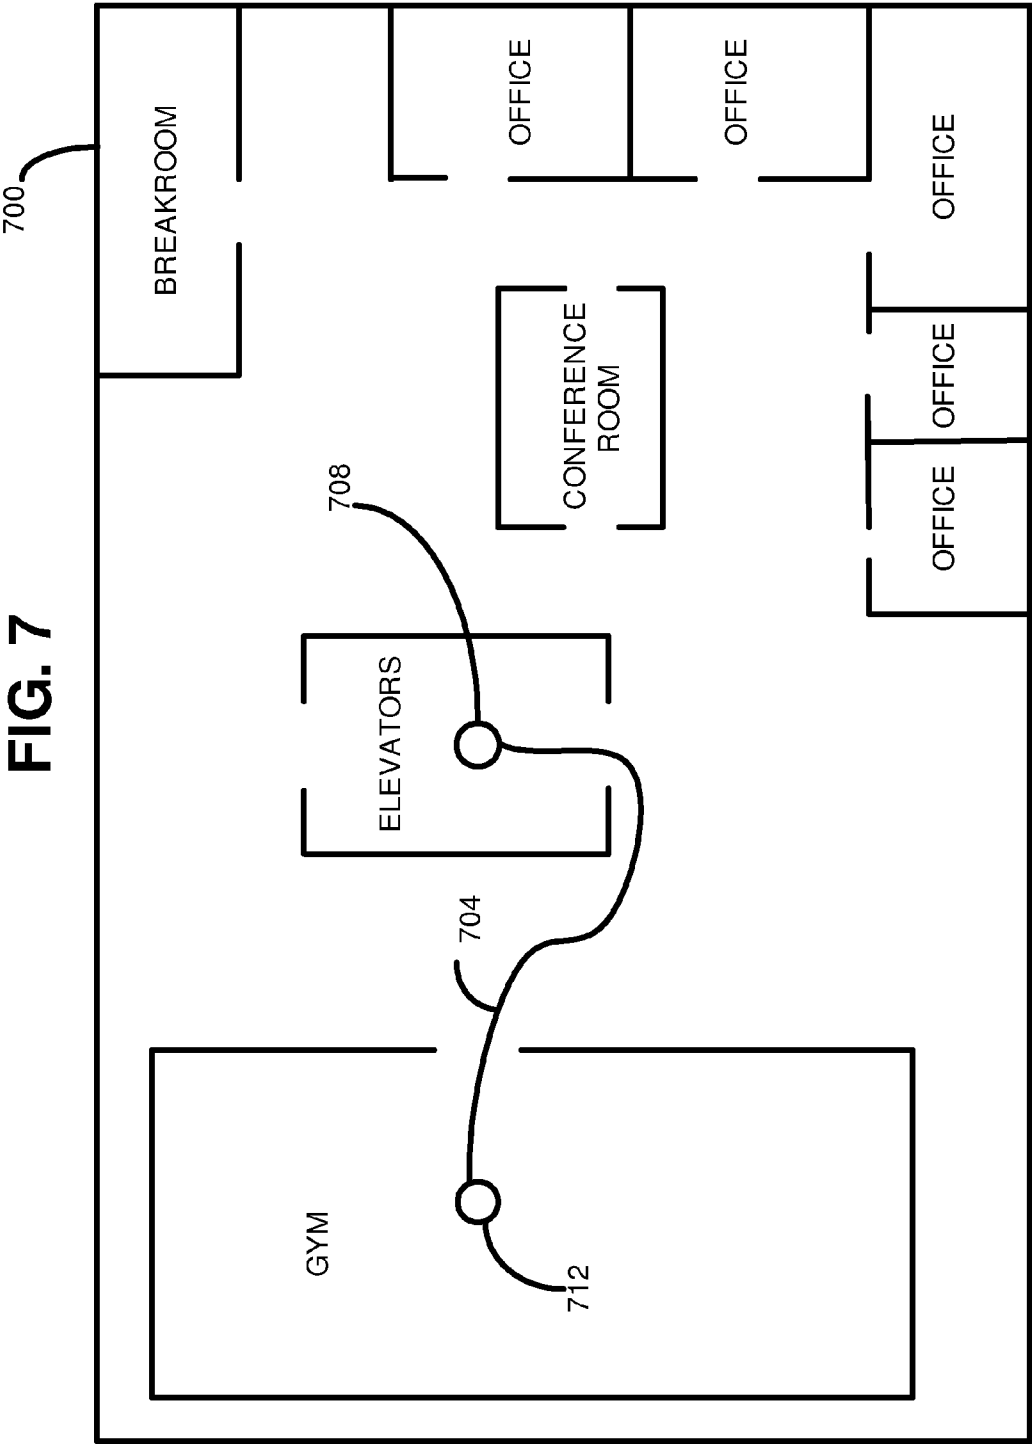 FIG. 7
700
BREAKROOM
OFFICE
OFFICE
OFFICE
OFFICE
OFFICE
CONFERENCE
ROOM
708
ELEVATORS
704
GYM
712